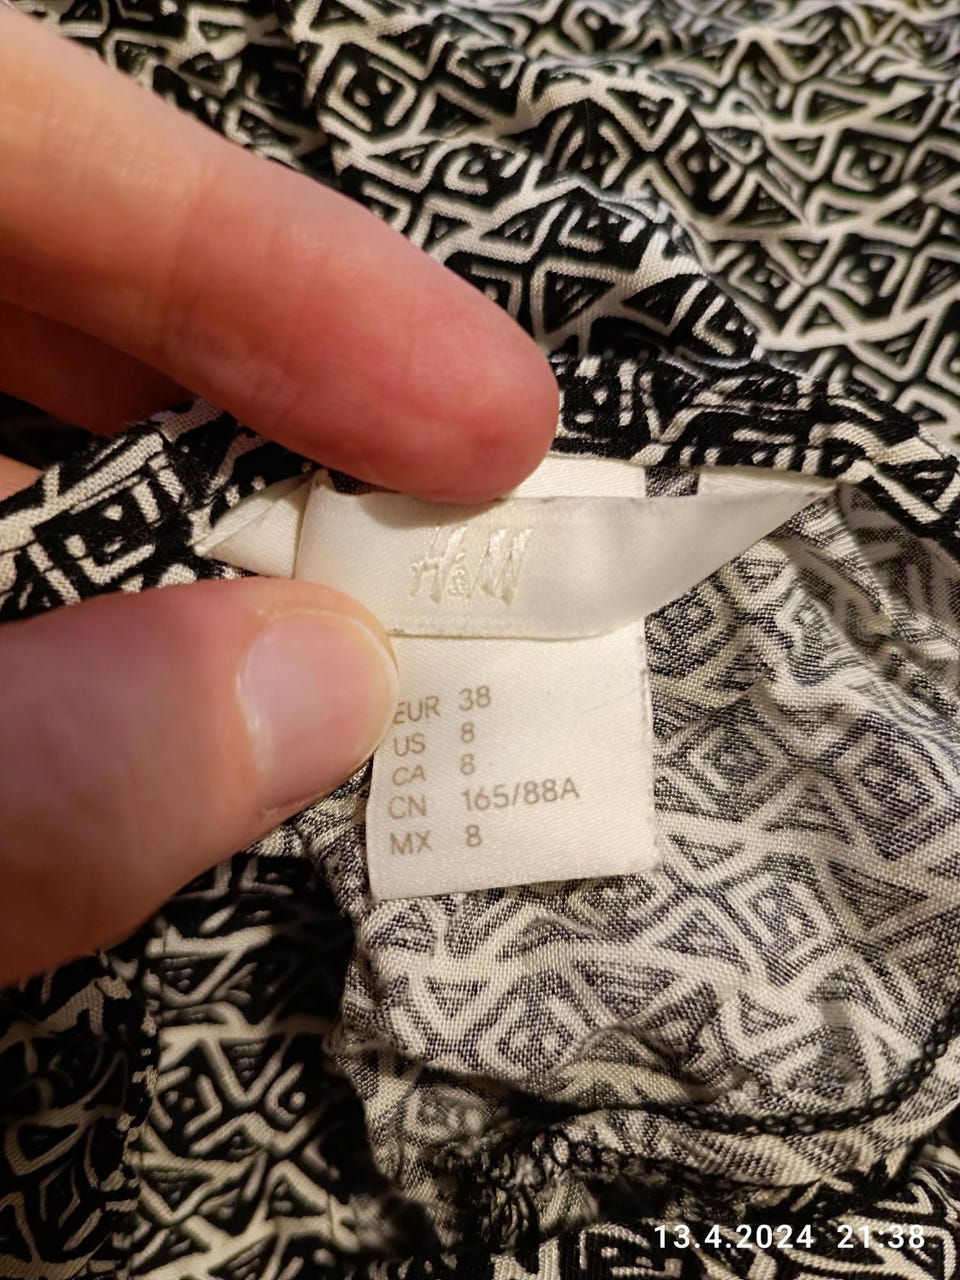 H&M
EUR 38
US 8
CA 8
CN 165/88A
MX 8
13.4.2024 21:38